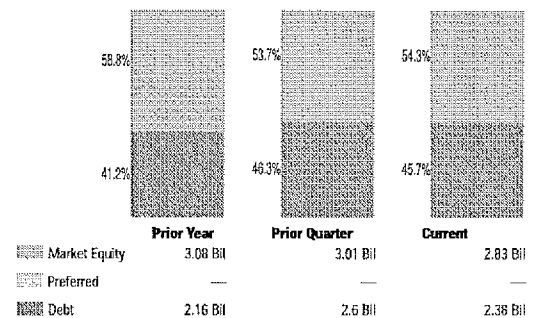 58.8%
53.7%
54.3%
41.2%
46.3%
45.7%
Prior Year Prior Quarter Current
Market Equity 3.08 Bil 3.01 Bil 2.83 Bil
Preferred — — —
Debt 2.16 Bil 2.6 Bil 2.38 Bil